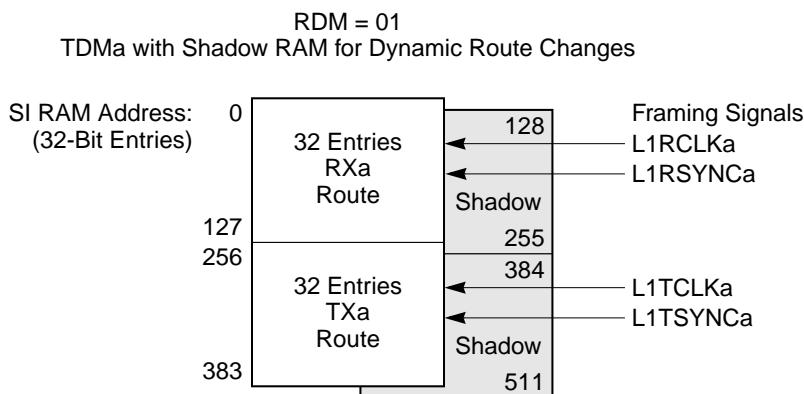 RDM = 01
TDMa with Shadow RAM for Dynamic Route Changes
SI RAM Address:
(32-Bit Entries)
0
32 Entries
RXa
Route
127
128
Shadow
255
Framing Signals
L1RCLKa
L1RSYNCa
256
32 Entries
TXa
Route
383
384
Shadow
511
L1TCLKa
L1TSYNCa